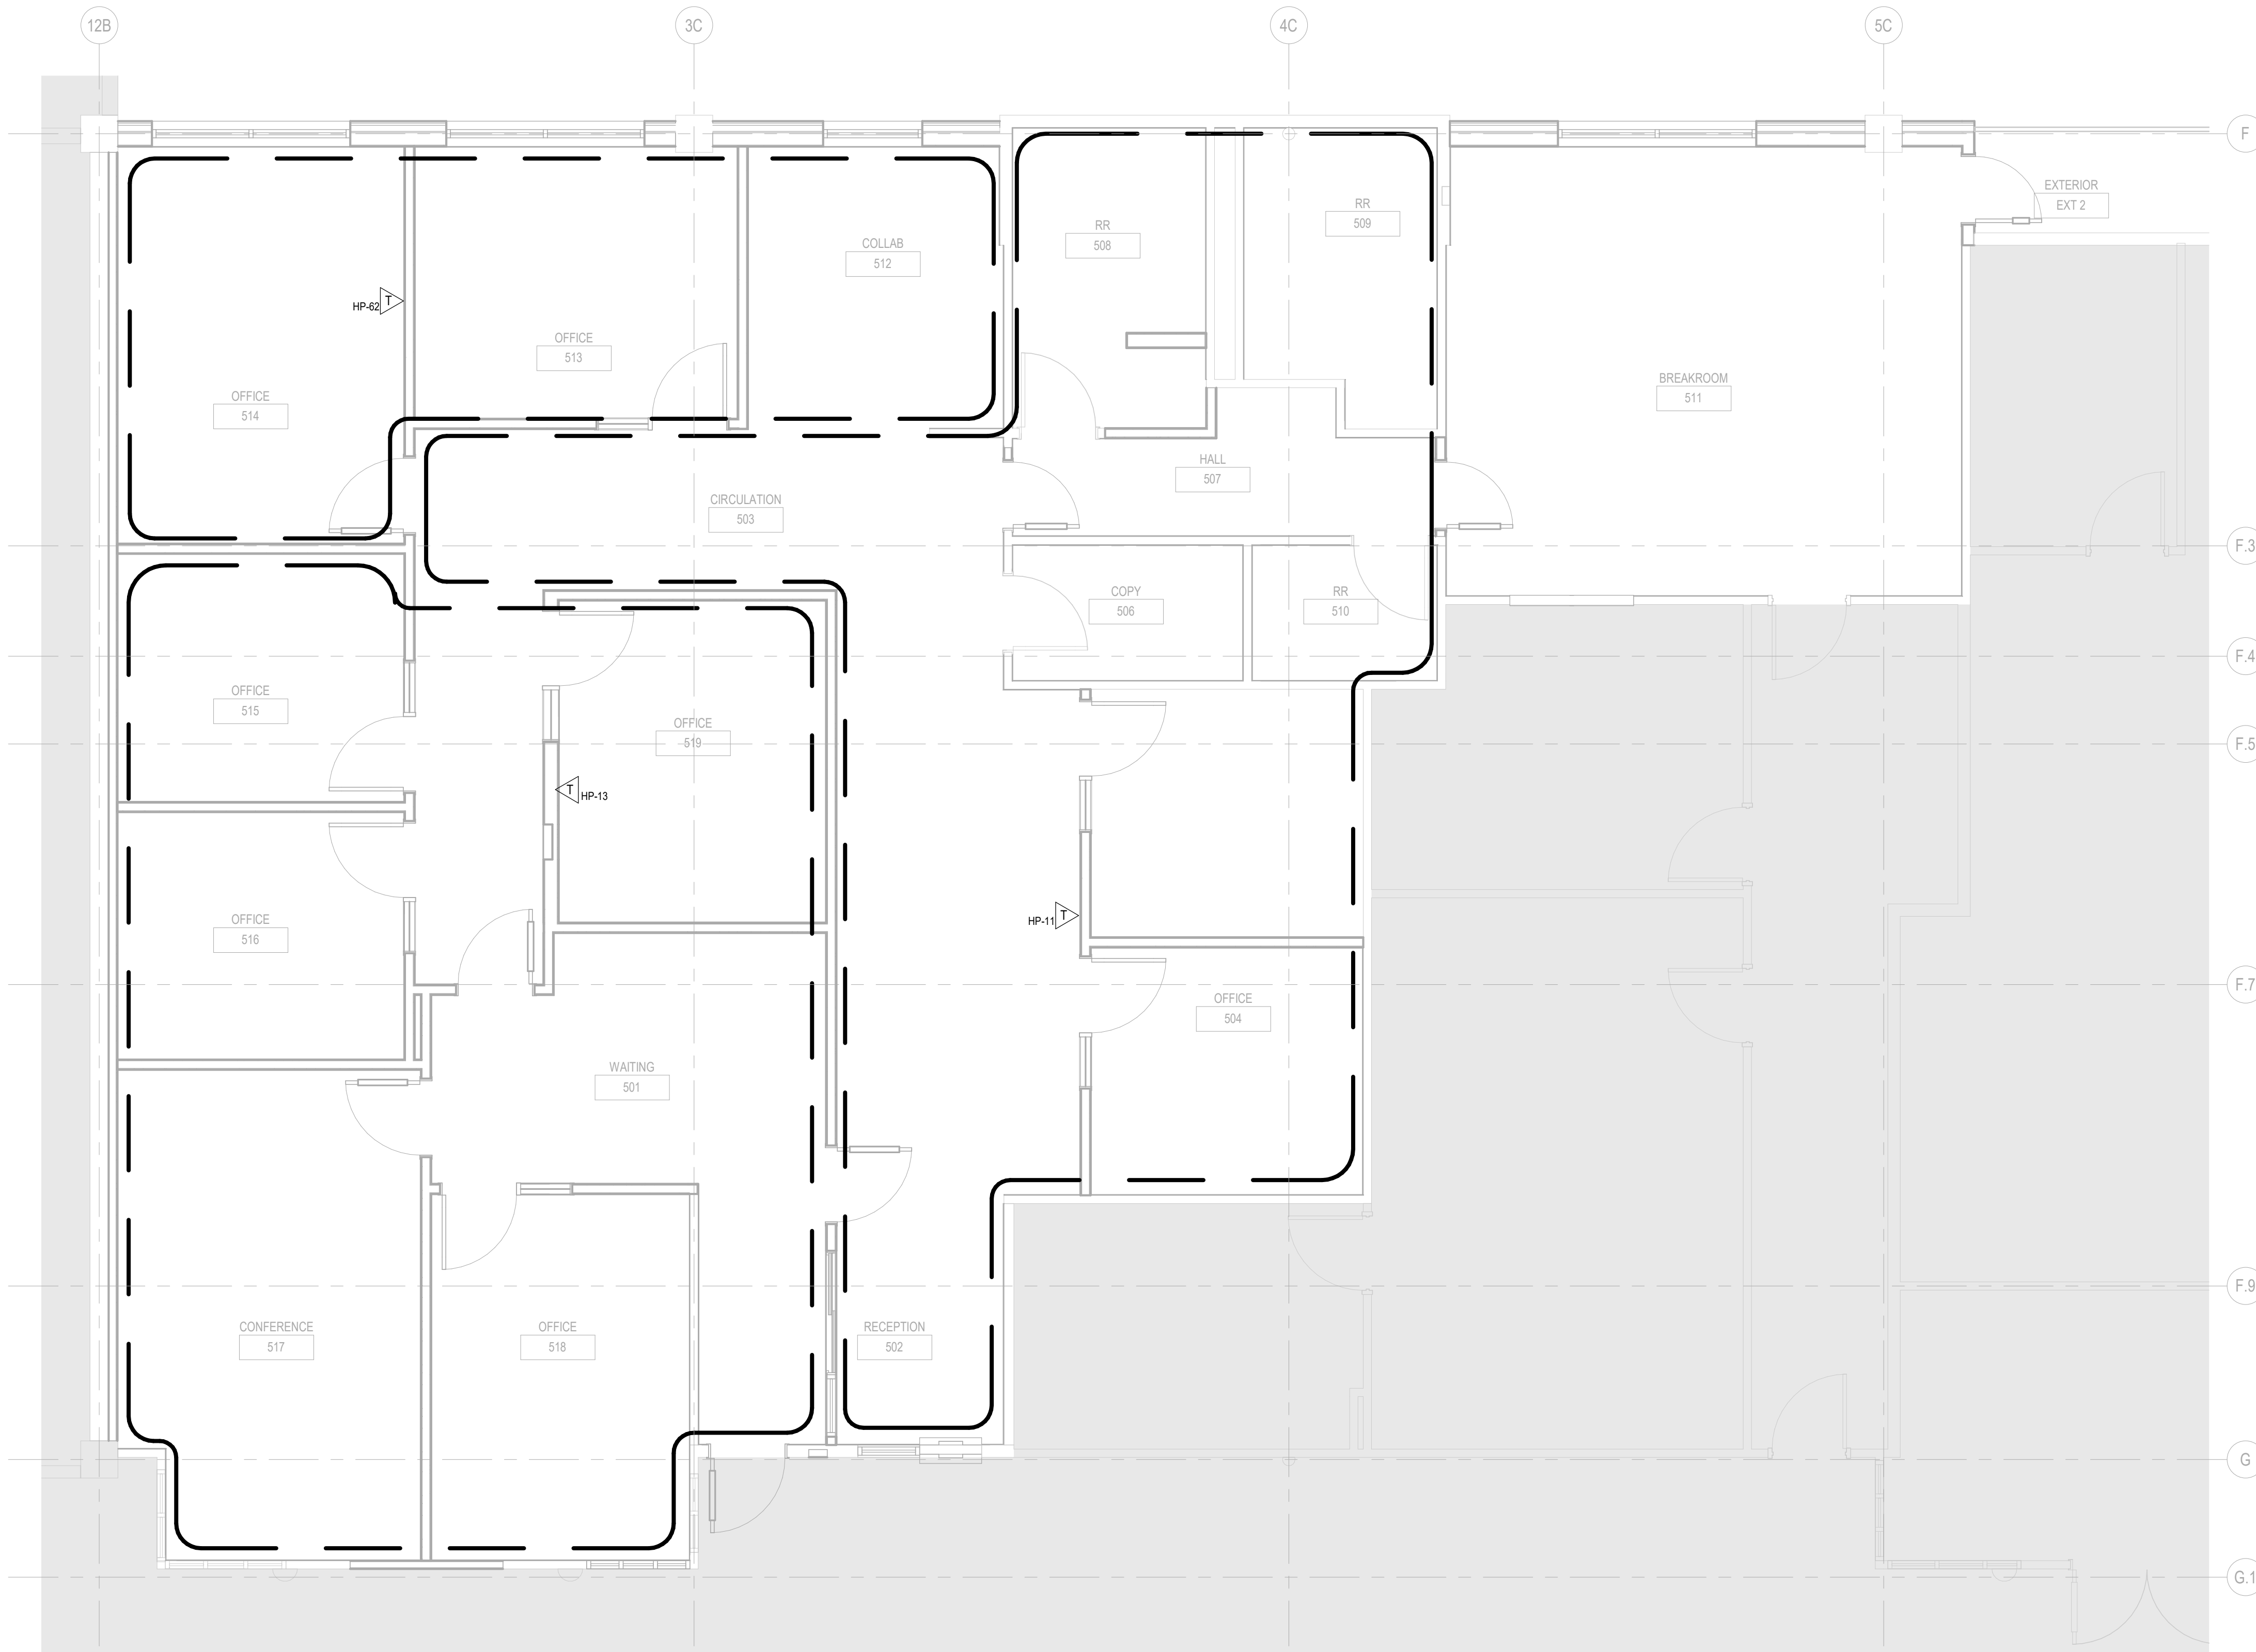 12B
3C
4C
5C
F
EXTERIOR
EXT 2
RR
509
RR
508
COLLAB
512
T
HP-62
OFFICE
513
BREAKROOM
511
OFFICE
514
HALL
507
CIRCULATION
503
F.3
COPY
506
RR
510
F.4
OFFICE
515
OFFICE
519
F.5
T
HP-13
OFFICE
516
HP-11
T
F.7
OFFICE
504
WAITING
501
F.9
CONFERENCE
517
OFFICE
518
RECEPTION
502
G
G.1